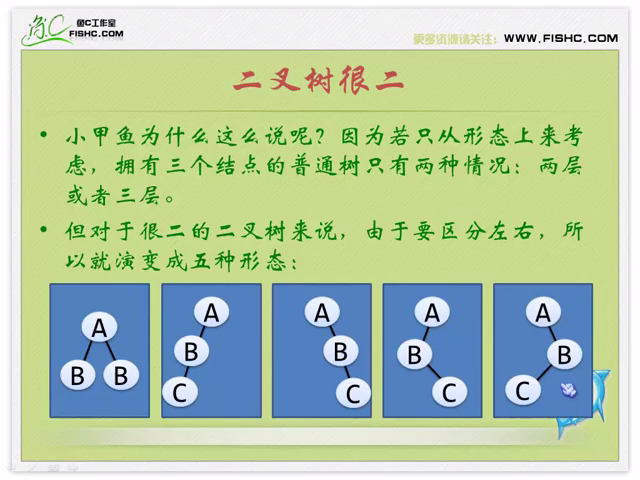 鱼C
鱼C工作室
FISHC.COM
更多资源请关注：WWW.FISHC.COM
二叉树很二
• 小甲鱼为什么这么说呢？因为若只从形态上来考
虑，拥有三个结点的普通树只有两种情况：两层
或者三层。
• 但对于很二的二叉树来说，由于要区分左右，所
以就演变成五种形态：
A
B B
A
B
C
A
B
C
A
B
C
A
B
C